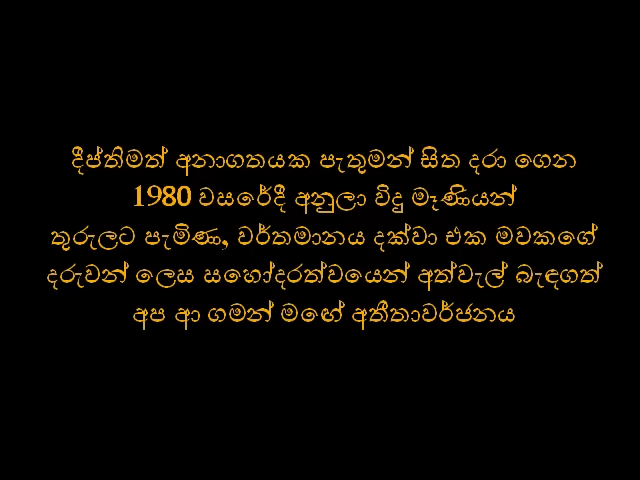 දීප්තිමත් අනාගතයක පැතුමන් සිත දරා ගෙන
1980 වසරේදී අනුලා විදු මෑණියන්
තුරුලට පැමිණ, වර්තමානය දක්වා එක මවකගේ
දරුවන් ලෙස සහෝදරත්වයෙන් අත්වැල් බැඳගත්
අප ආ ගමන් මඟේ අතීතාවර්ජනය